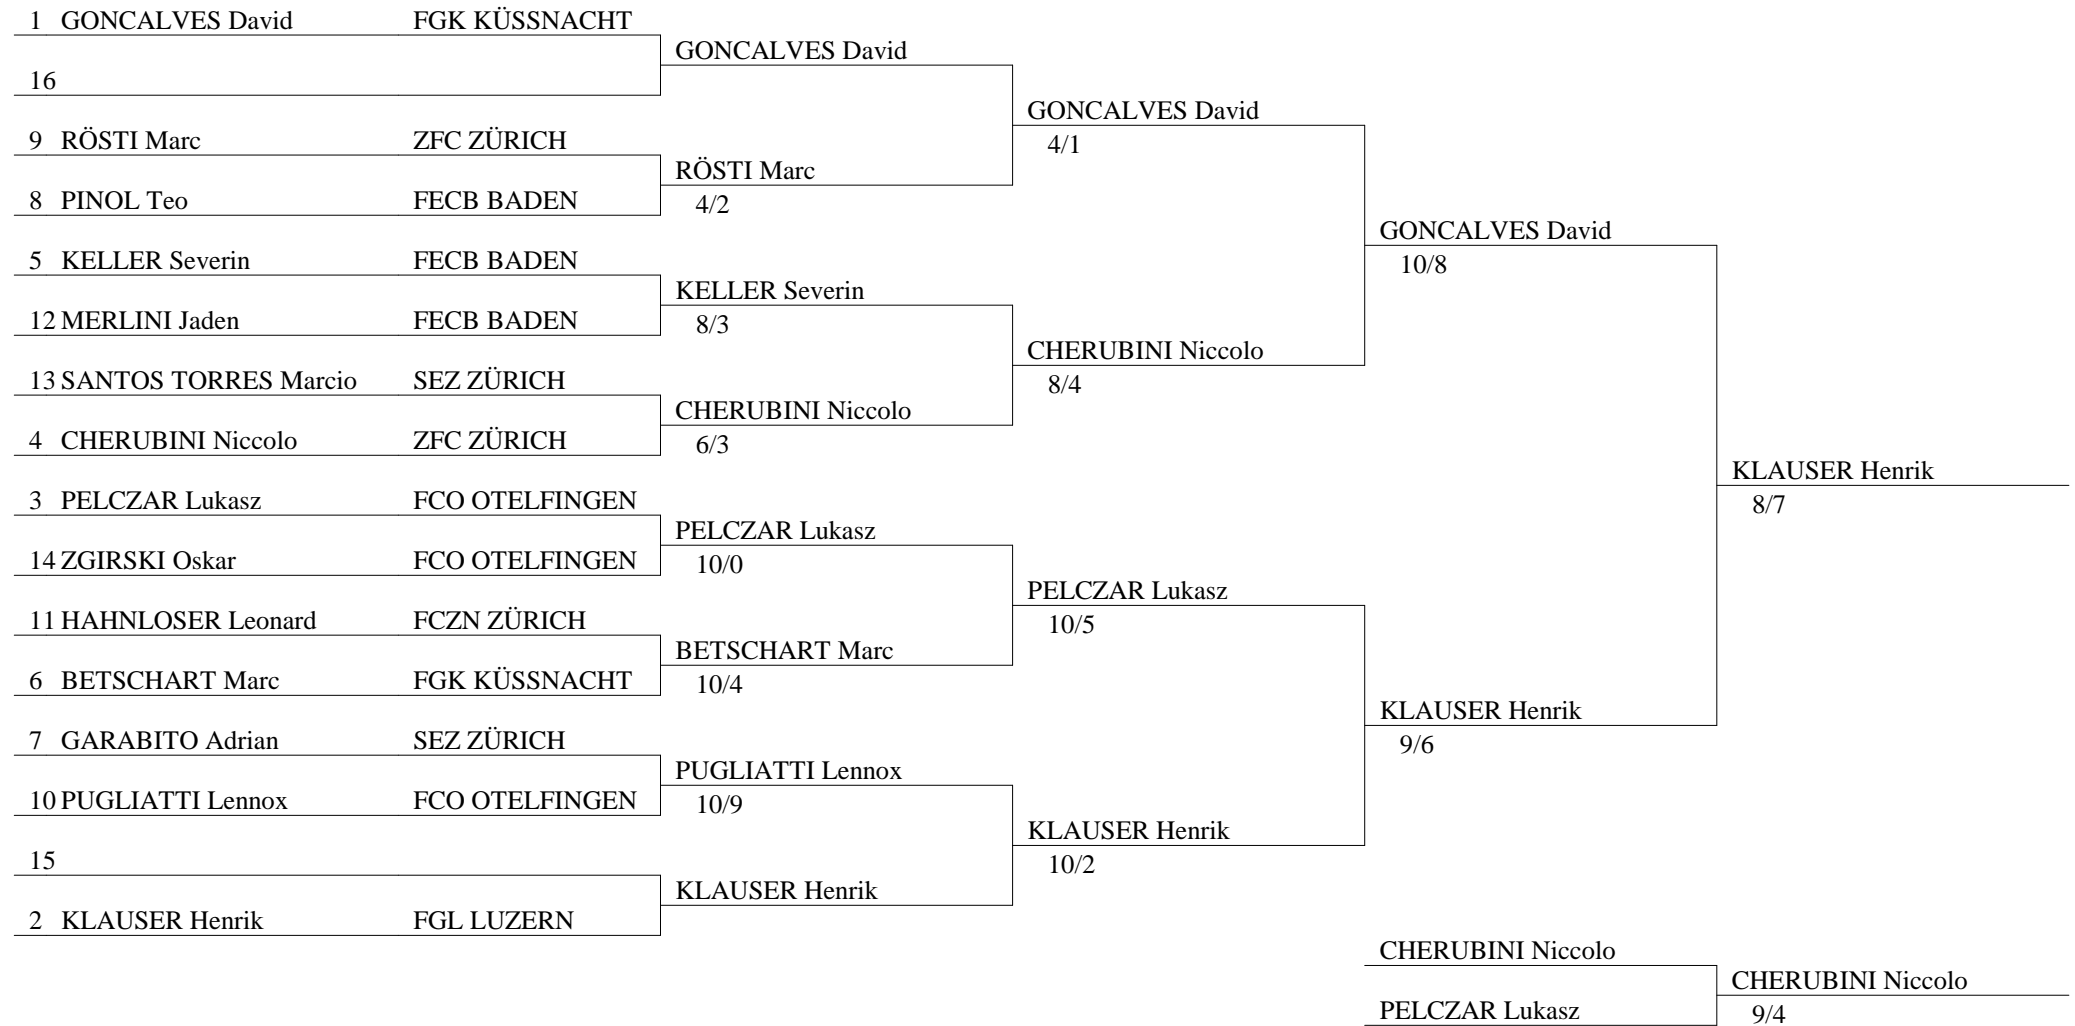 1 GONCALVES David FGK KÜSSNACHT
GONCALVES David
16
GONCALVES David
9 RÖSTI Marc ZFC ZÜRICH
4/1
RÖSTI Marc
8 PINOL Teo FECB BADEN
4/2
GONCALVES David
5 KELLER Severin FECB BADEN
10/8
KELLER Severin
12 MERLINI Jaden FECB BADEN
8/3
CHERUBINI Niccolo
13 SANTOS TORRES Marcio SEZ ZÜRICH
8/4
CHERUBINI Niccolo
4 CHERUBINI Niccolo ZFC ZÜRICH
6/3
KLAUSER Henrik
3 PELCZAR Lukasz FCO OTELFINGEN
8/7
PELCZAR Lukasz
14 ZGIRSKI Oskar FCO OTELFINGEN
10/0
PELCZAR Lukasz
11 HAHNLOSER Leonard FCZN ZÜRICH
10/5
BETSCHART Marc
6 BETSCHART Marc FGK KÜSSNACHT
10/4
KLAUSER Henrik
7 GARABITO Adrian SEZ ZÜRICH
9/6
PUGLIATTI Lennox
10 PUGLIATTI Lennox FCO OTELFINGEN
10/9
KLAUSER Henrik
15
10/2
KLAUSER Henrik
2 KLAUSER Henrik FGL LUZERN
CHERUBINI Niccolo
CHERUBINI Niccolo
PELCZAR Lukasz
9/4